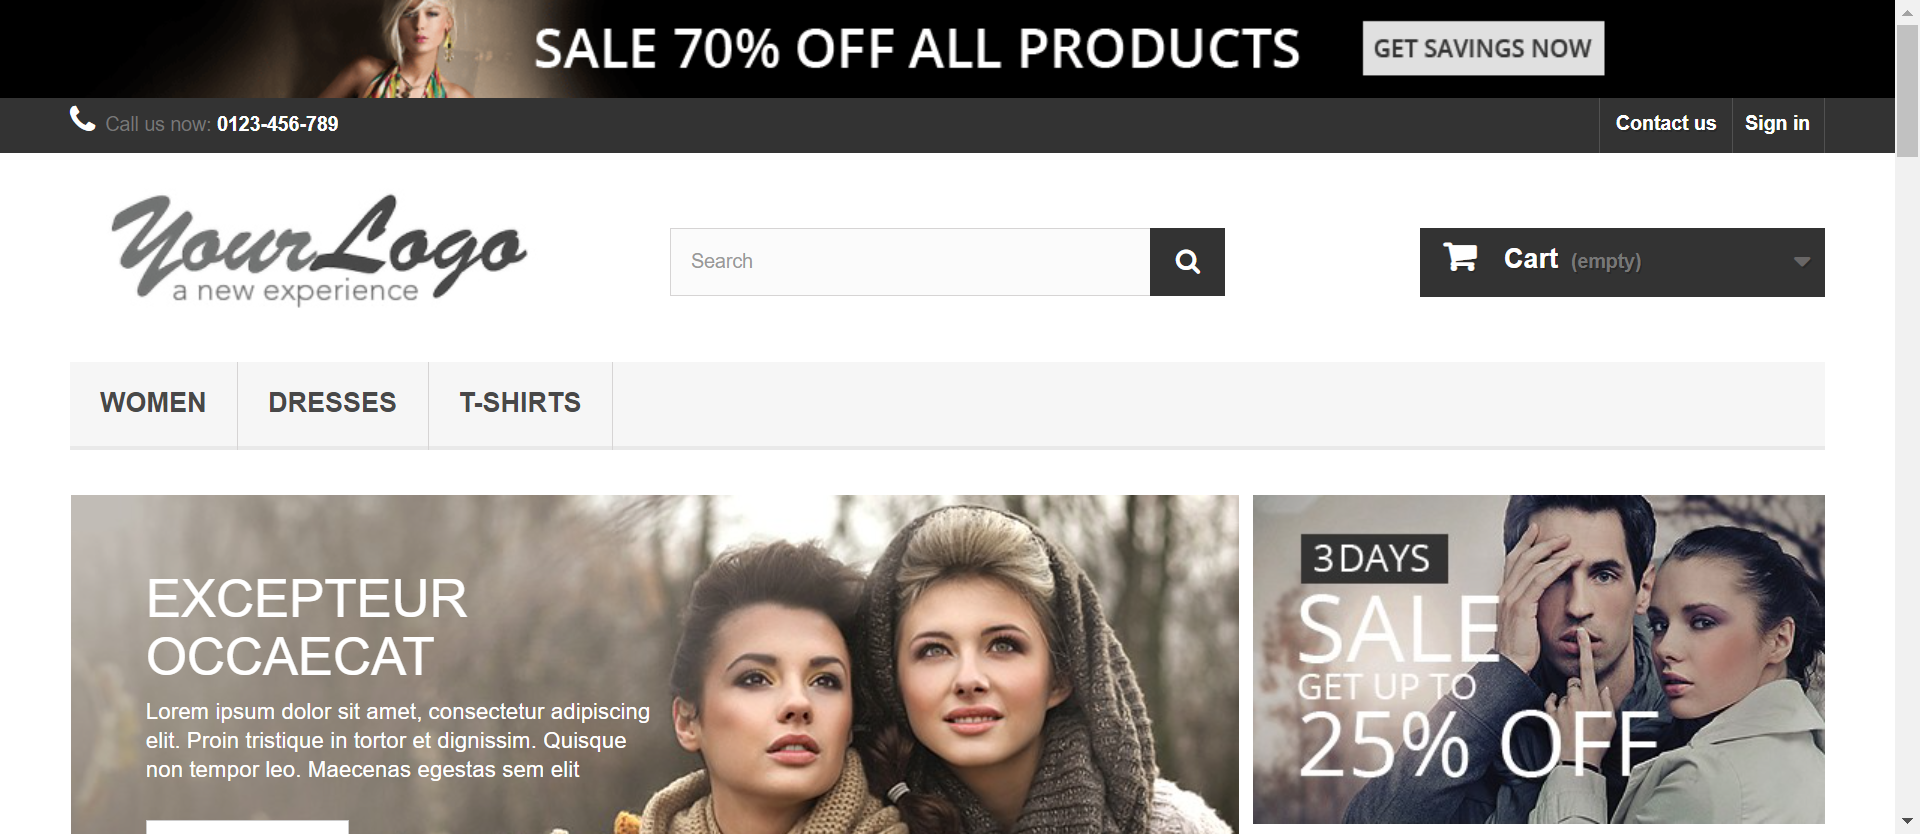 SALE 70% OFF ALL PRODUCTS
GET SAVINGS NOW
Call us now: 0123-456-789
Contact us
Sign in
Your Logo
a new experience
Search
Cart (empty)
WOMEN
DRESSES
T-SHIRTS
EXCEPTEUR
OCCAECAT
Lorem ipsum dolor sit amet, consectetur adipiscing
elit. Proin tristique in tortor et dignissim. Quisque
non tempor leo. Maecenas egestas sem elit
3 DAYS
SALE
GET UP TO
25% OFF